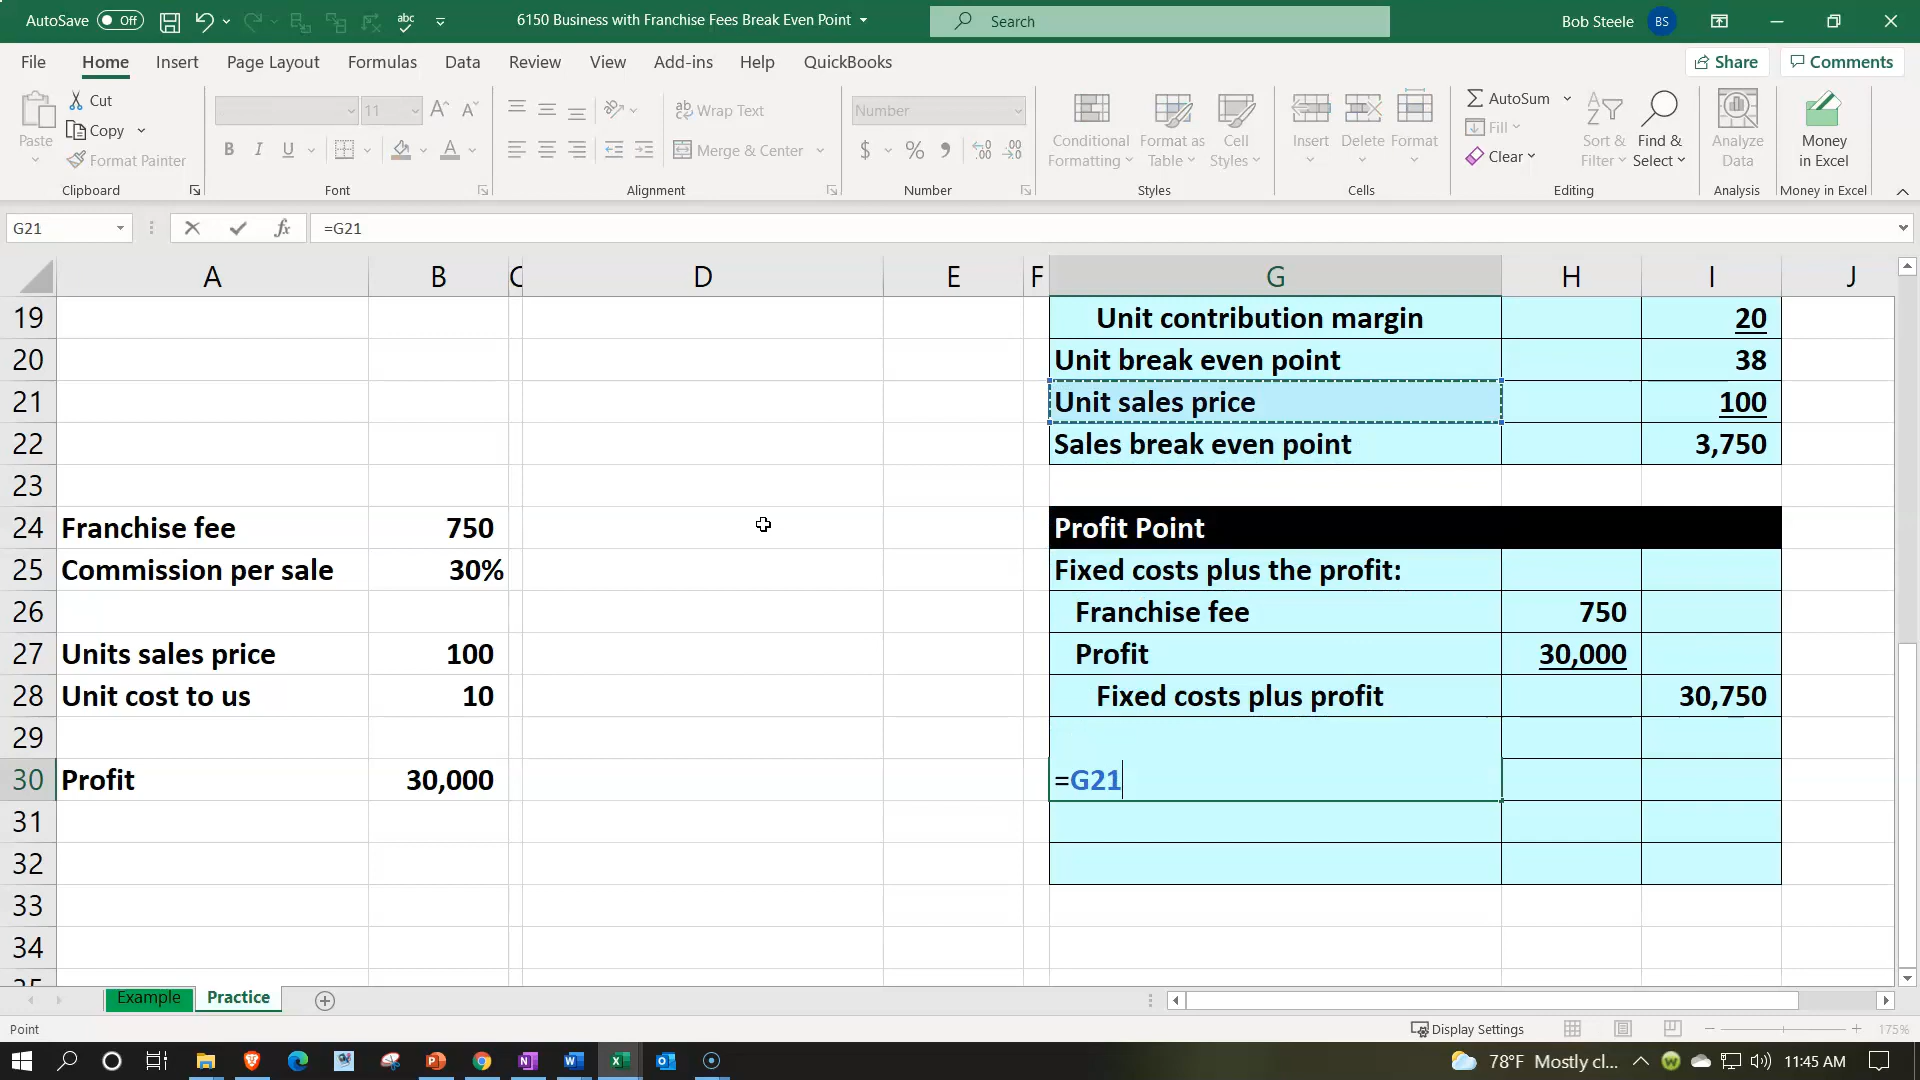 AutoSave Off abc 6150 Business with Franchise Fees Break Even Point Search Bob Steele BS
File Home Insert Page Layout Formulas Data Review View Add-ins Help QuickBooks Share Comments
Paste Cut Copy Format Painter Clipboard
11 A A B I U A Font
ab Wrap Text Merge & Center Alignment
Number $ % Number
Conditional Formatting Format as Table Cell Styles Styles
Insert Delete Format Cells
AutoSum Fill Clear Sort & Filter Find & Select Editing
Analyze Data Analysis
Money in Excel Money in Excel
G21 fx =G21
A B C D E F G H I J
19 Unit contribution margin 20
20 Unit break even point 38
21 Unit sales price 100
22 Sales break even point 3,750
23
24 Franchise fee 750 Profit Point
25 Commission per sale 30% Fixed costs plus the profit:
26 Franchise fee 750
27 Units sales price 100 Profit 30,000
28 Unit cost to us 10 Fixed costs plus profit 30,750
29
30 Profit 30,000 =G21
31
32
33
34
Example Practice
Point Display Settings 175%
78°F Mostly cl... 11:45 AM